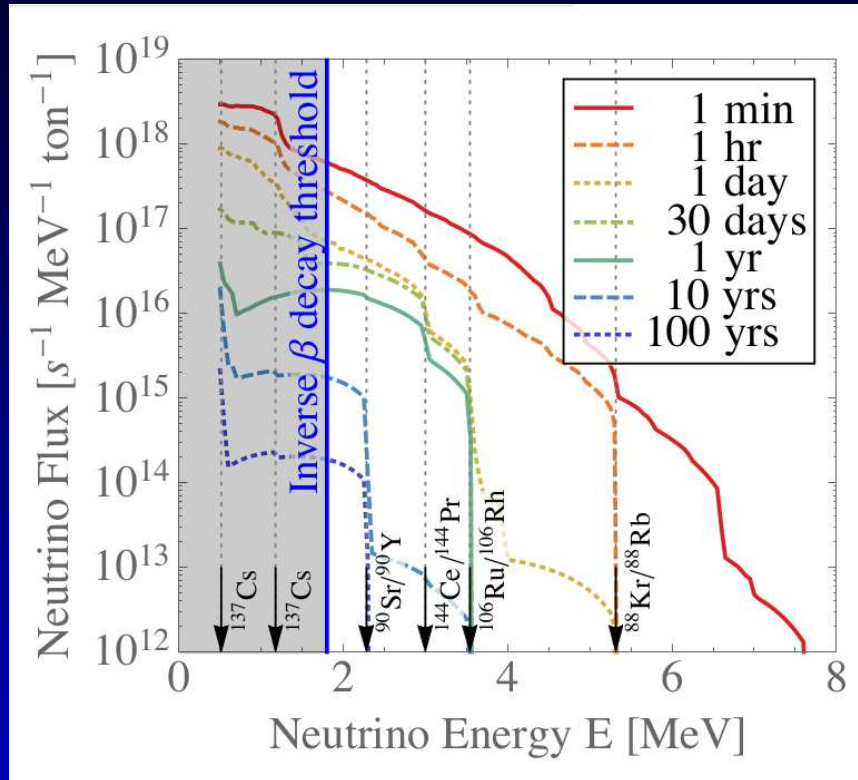 10¹⁹
10¹⁸
10¹⁷
10¹⁶
10¹⁵
10¹⁴
10¹³
10¹²
Neutrino Flux [s⁻¹ MeV⁻¹ ton⁻¹]
Inverse β decay threshold
1 min
1 hr
1 day
30 days
1 yr
10 yrs
100 yrs
¹³⁷Cs
¹³⁷Cs
⁹⁰Sr/⁹⁰Y
¹⁴⁴Ce/¹⁴⁴Pr
¹⁰⁶Ru/¹⁰⁶Rh
⁸⁸Kr/⁸⁸Rb
0 2 4 6 8
Neutrino Energy E [MeV]